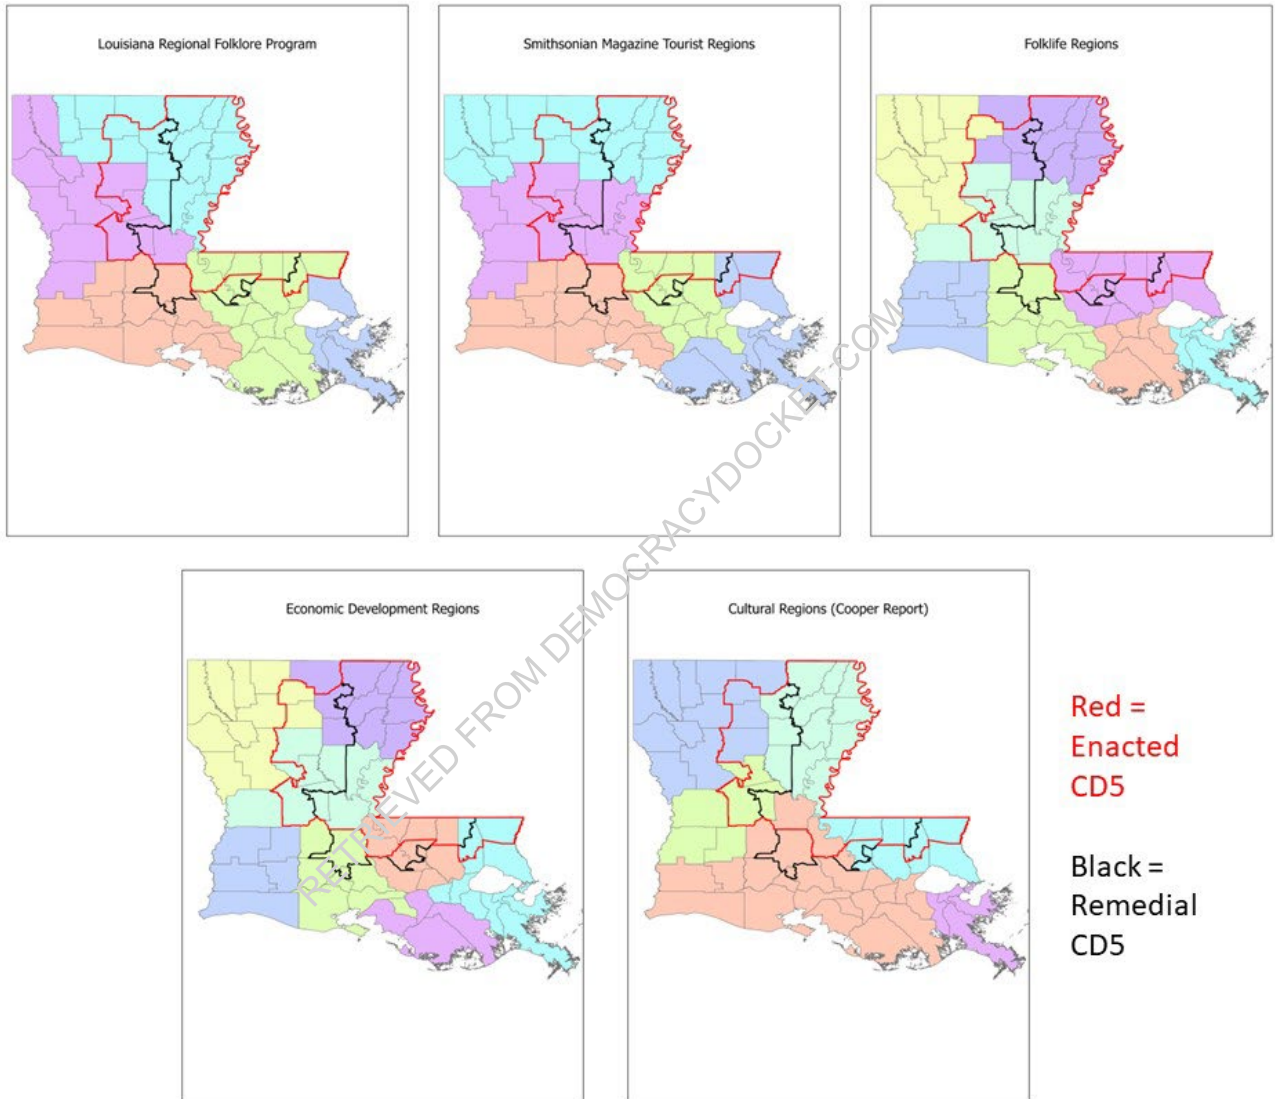 Louisiana Regional Folklore Program
Smithsonian Magazine Tourist Regions
Folklife Regions
RETRIEVED FROM DEMOCRACYDOCKET.COM
Economic Development Regions
Cultural Regions (Cooper Report)
Red =
Enacted
CD5
Black =
Remedial
CD5